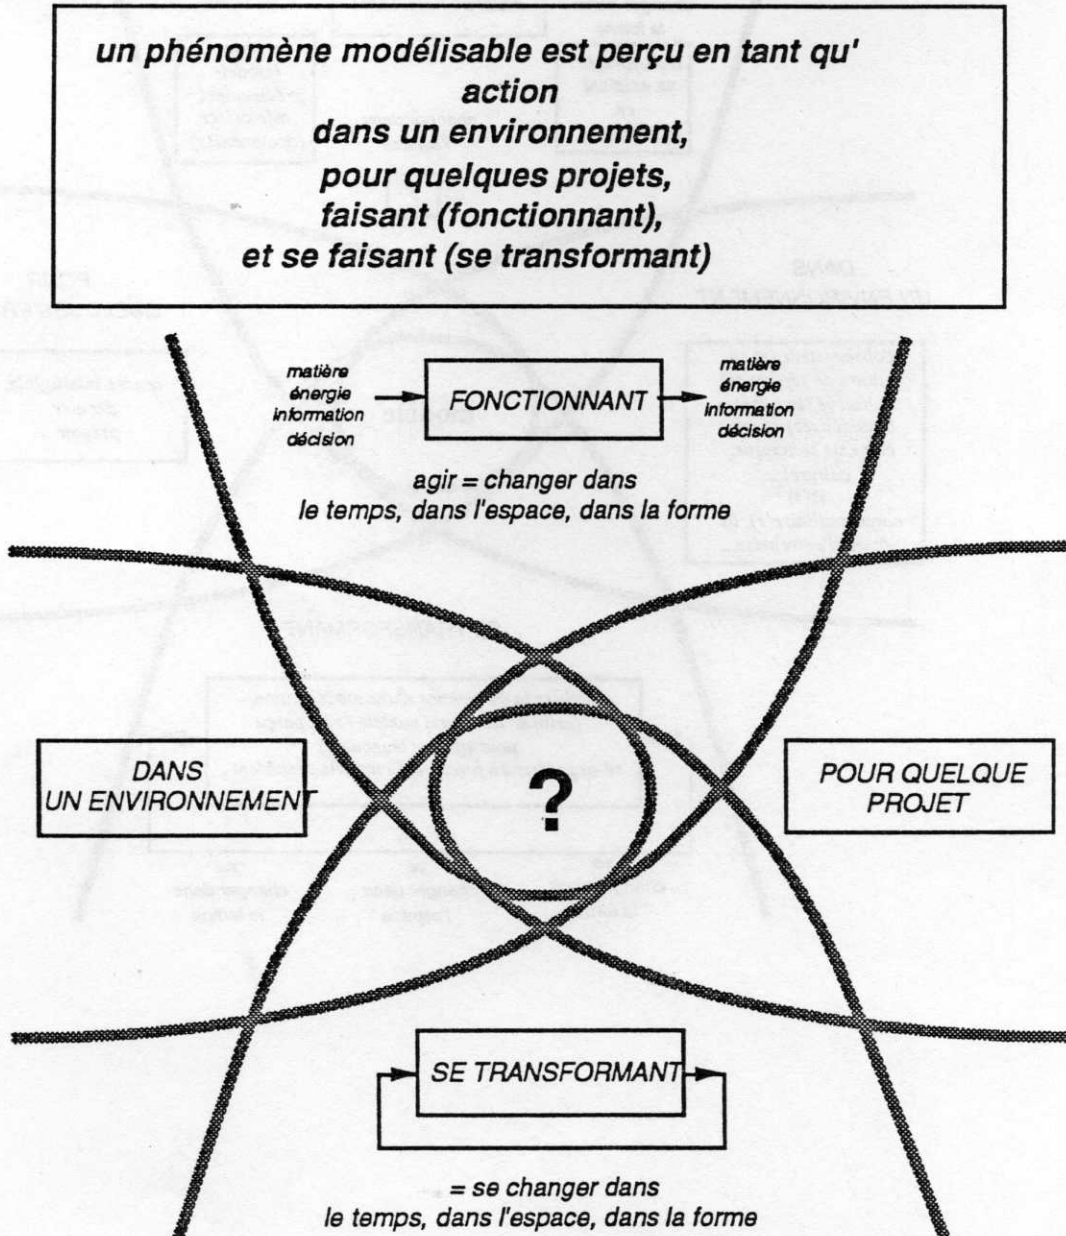 un phénomène modélisable est perçu en tant qu'
action
dans un environnement,
pour quelques projets,
faisant (fonctionnant),
et se faisant (se transformant)
matière
énergie
information
décision
FONCTIONNANT
matière
énergie
information
décision
agir = changer dans
le temps, dans l'espace, dans la forme
DANS
UN ENVIRONNEMENT
?
POUR QUELQUE
PROJET
SE TRANSFORMANT
= se changer dans
le temps, dans l'espace, dans la forme